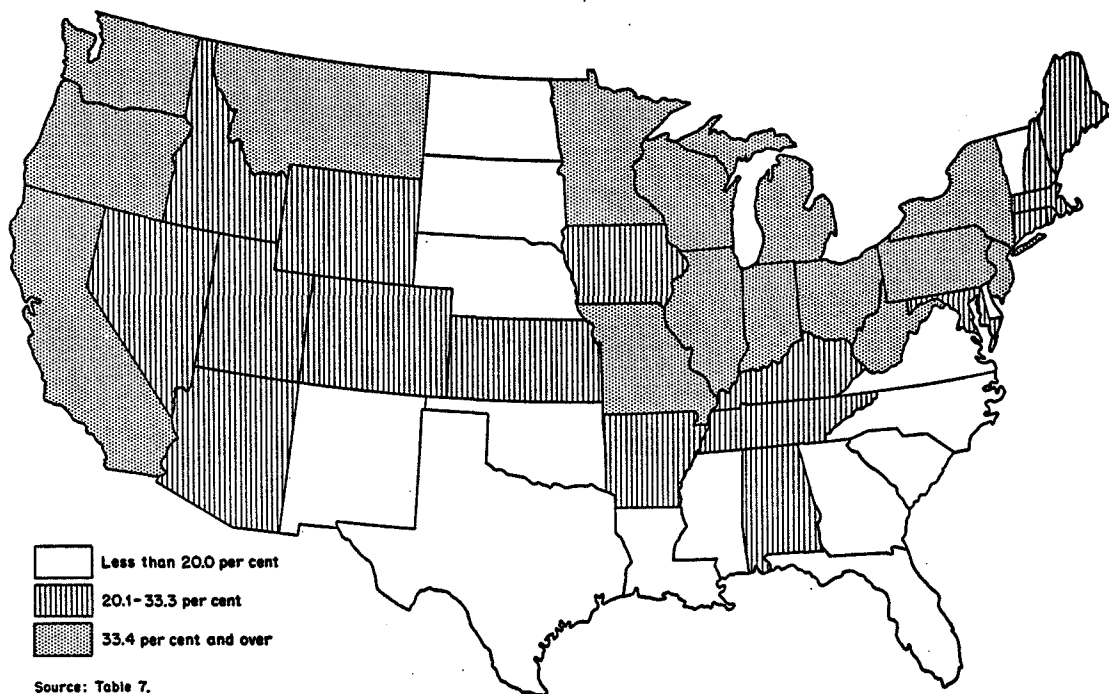 Less than 20.0 per cent
20.1-33.3 per cent
33.4 per cent and over
Source: Table 7.